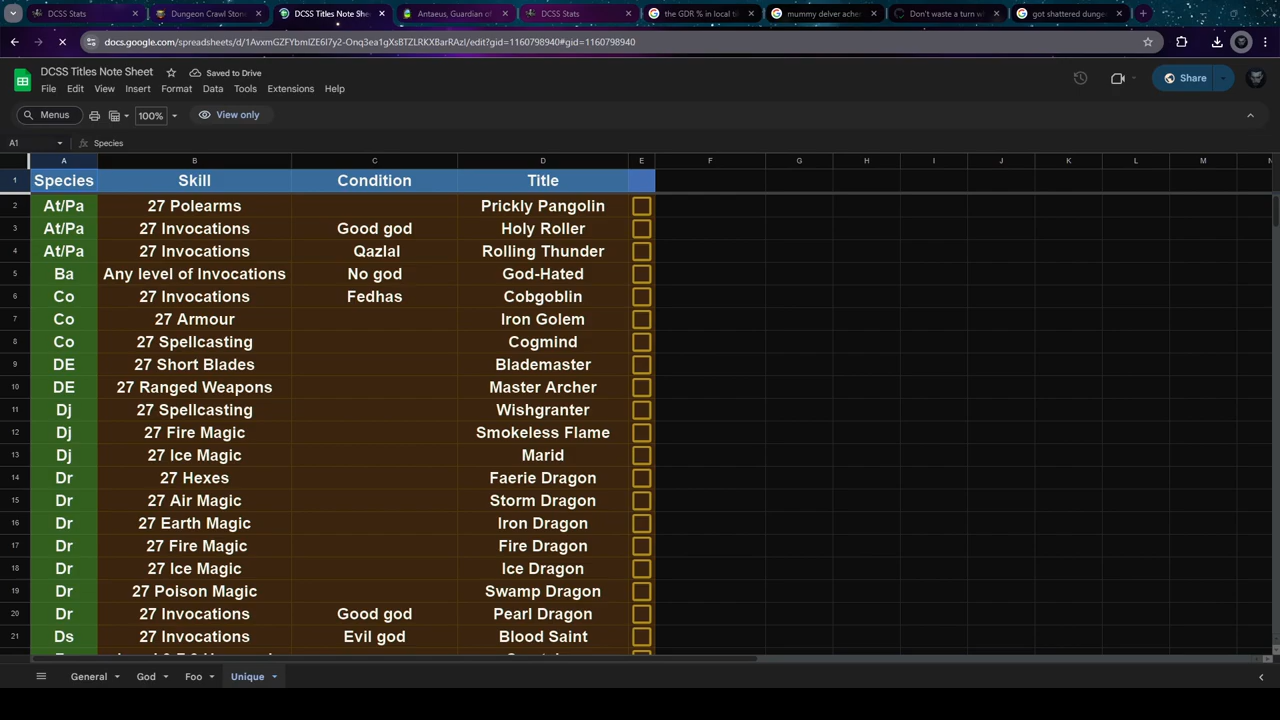 DCSS Stats
Dungeon Crawl Stone
DCSS Titles Note Shee
Antaeus, Guardian of
DCSS Stats
the GDR % in local ti
mummy delver acher
Don't waste a turn wi
got shattered dunge
docs.google.com/spreadsheets/d/1AvxmGZFYbmIZE6I7y2-Onq3ea1gXsBTZLRKXBarRAzI/edit?gid=1160798940#gid=1160798940
DCSS Titles Note Sheet
Saved to Drive
File Edit View Insert Format Data Tools Extensions Help
Share
Menus
100%
View only
A1
Species
A B C D E F G H I J K L M N
1 Species Skill Condition Title
2 At/Pa 27 Polearms Prickly Pangolin
3 At/Pa 27 Invocations Good god Holy Roller
4 At/Pa 27 Invocations Qazlal Rolling Thunder
5 Ba Any level of Invocations No god God-Hated
6 Co 27 Invocations Fedhas Cobgoblin
7 Co 27 Armour Iron Golem
8 Co 27 Spellcasting Cogmind
9 DE 27 Short Blades Blademaster
10 DE 27 Ranged Weapons Master Archer
11 Dj 27 Spellcasting Wishgranter
12 Dj 27 Fire Magic Smokeless Flame
13 Dj 27 Ice Magic Marid
14 Dr 27 Hexes Faerie Dragon
15 Dr 27 Air Magic Storm Dragon
16 Dr 27 Earth Magic Iron Dragon
17 Dr 27 Fire Magic Fire Dragon
18 Dr 27 Ice Magic Ice Dragon
19 Dr 27 Poison Magic Swamp Dragon
20 Dr 27 Invocations Good god Pearl Dragon
21 Ds 27 Invocations Evil god Blood Saint
General
God
Foo
Unique